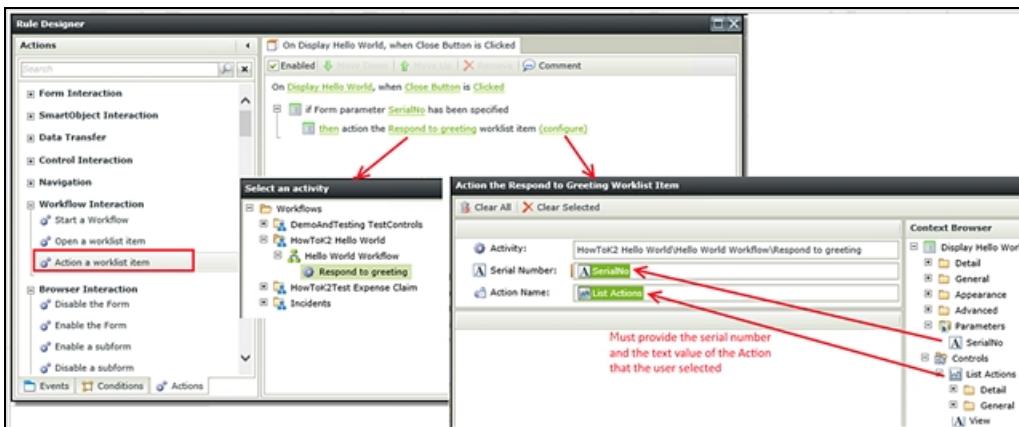 Rule Designer
Actions
Search
Form Interaction
SmartObject Interaction
Data Transfer
Control Interaction
Navigation
Workflow Interaction
Start a Workflow
Open a worklist item
Action a worklist item
Browser Interaction
Disable the Form
Enable the Form
Enable a subform
Disable a subform
Events Conditions Actions
On Display Hello World, when Close Button is Clicked
Enabled Move Down Move Up Remove Comment
On Display Hello World, when Close Button is Clicked
if Form parameter SerialNo has been specified
then action the Respond to greeting worklist item (configure)
Select an activity
Workflows
DemoAndTesting TestControls
HowToK2 Hello World
Hello World Workflow
Respond to greeting
HowToK2Test Expense Claim
Incidents
Action the Respond to Greeting Worklist Item
Clear All Clear Selected
Activity: HowToK2 Hello World\Hello World Workflow\Respond to greeting
Serial Number: SerialNo
Action Name: List Actions
Must provide the serial number
and the text value of the Action
that the user selected
Context Browser
Display Hello Worl
Detail
General
Appearance
Advanced
Parameters
SerialNo
Controls
List Actions
Detail
General
View